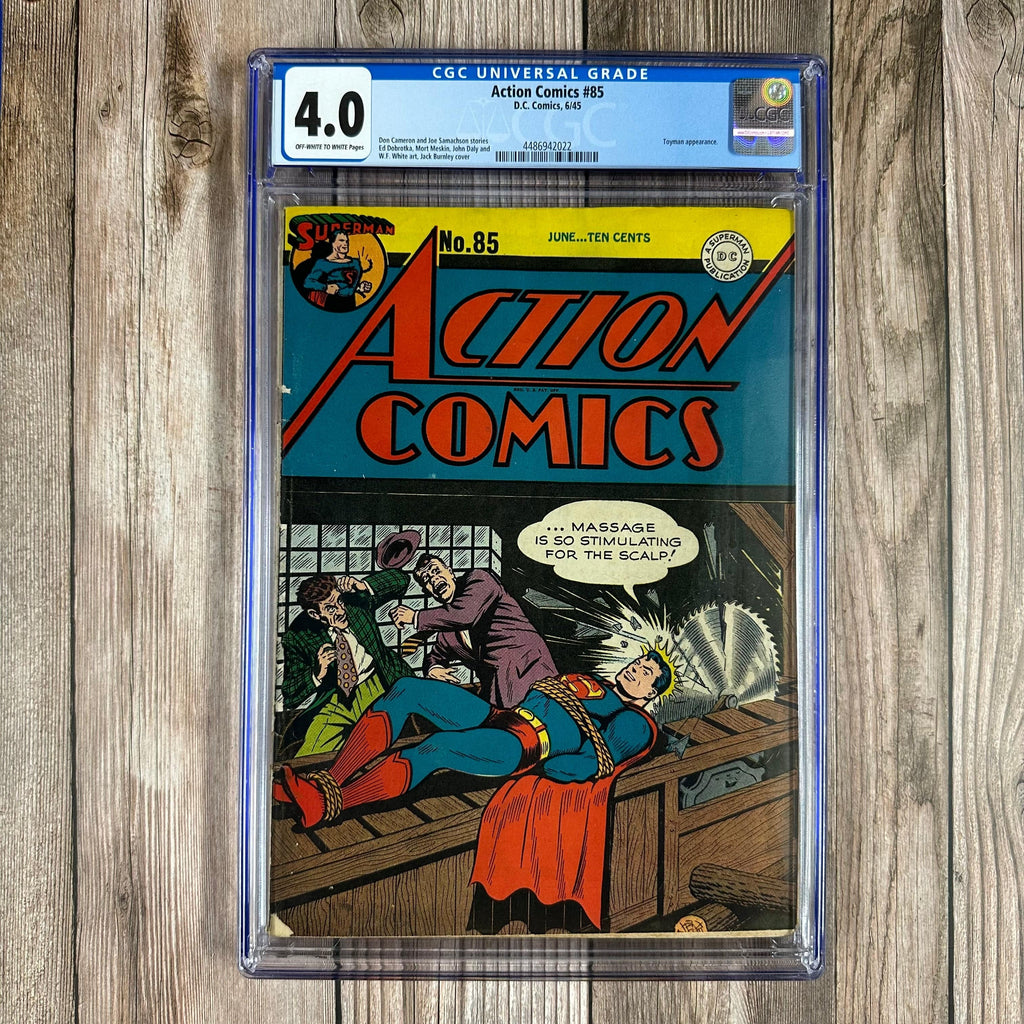 CGC UNIVERSAL GRADE
4.0
OFF-WHITE TO WHITE Pages
Action Comics #85
D.C. Comics, 6/45
Don Cameron and Joe Samachson stories
Ed Dobrotka, Mort Meskin, John Daly and
W.F. White art, Jack Burnley cover
4486942022
Toyman appearance.
CGC
CGC
SUPERMAN
No.85
JUNE...TEN CENTS
A SUPERMAN
DC
PUBLICATION
ACTION
COMICS
... MASSAGE
IS SO STIMULATING
FOR THE SCALP!